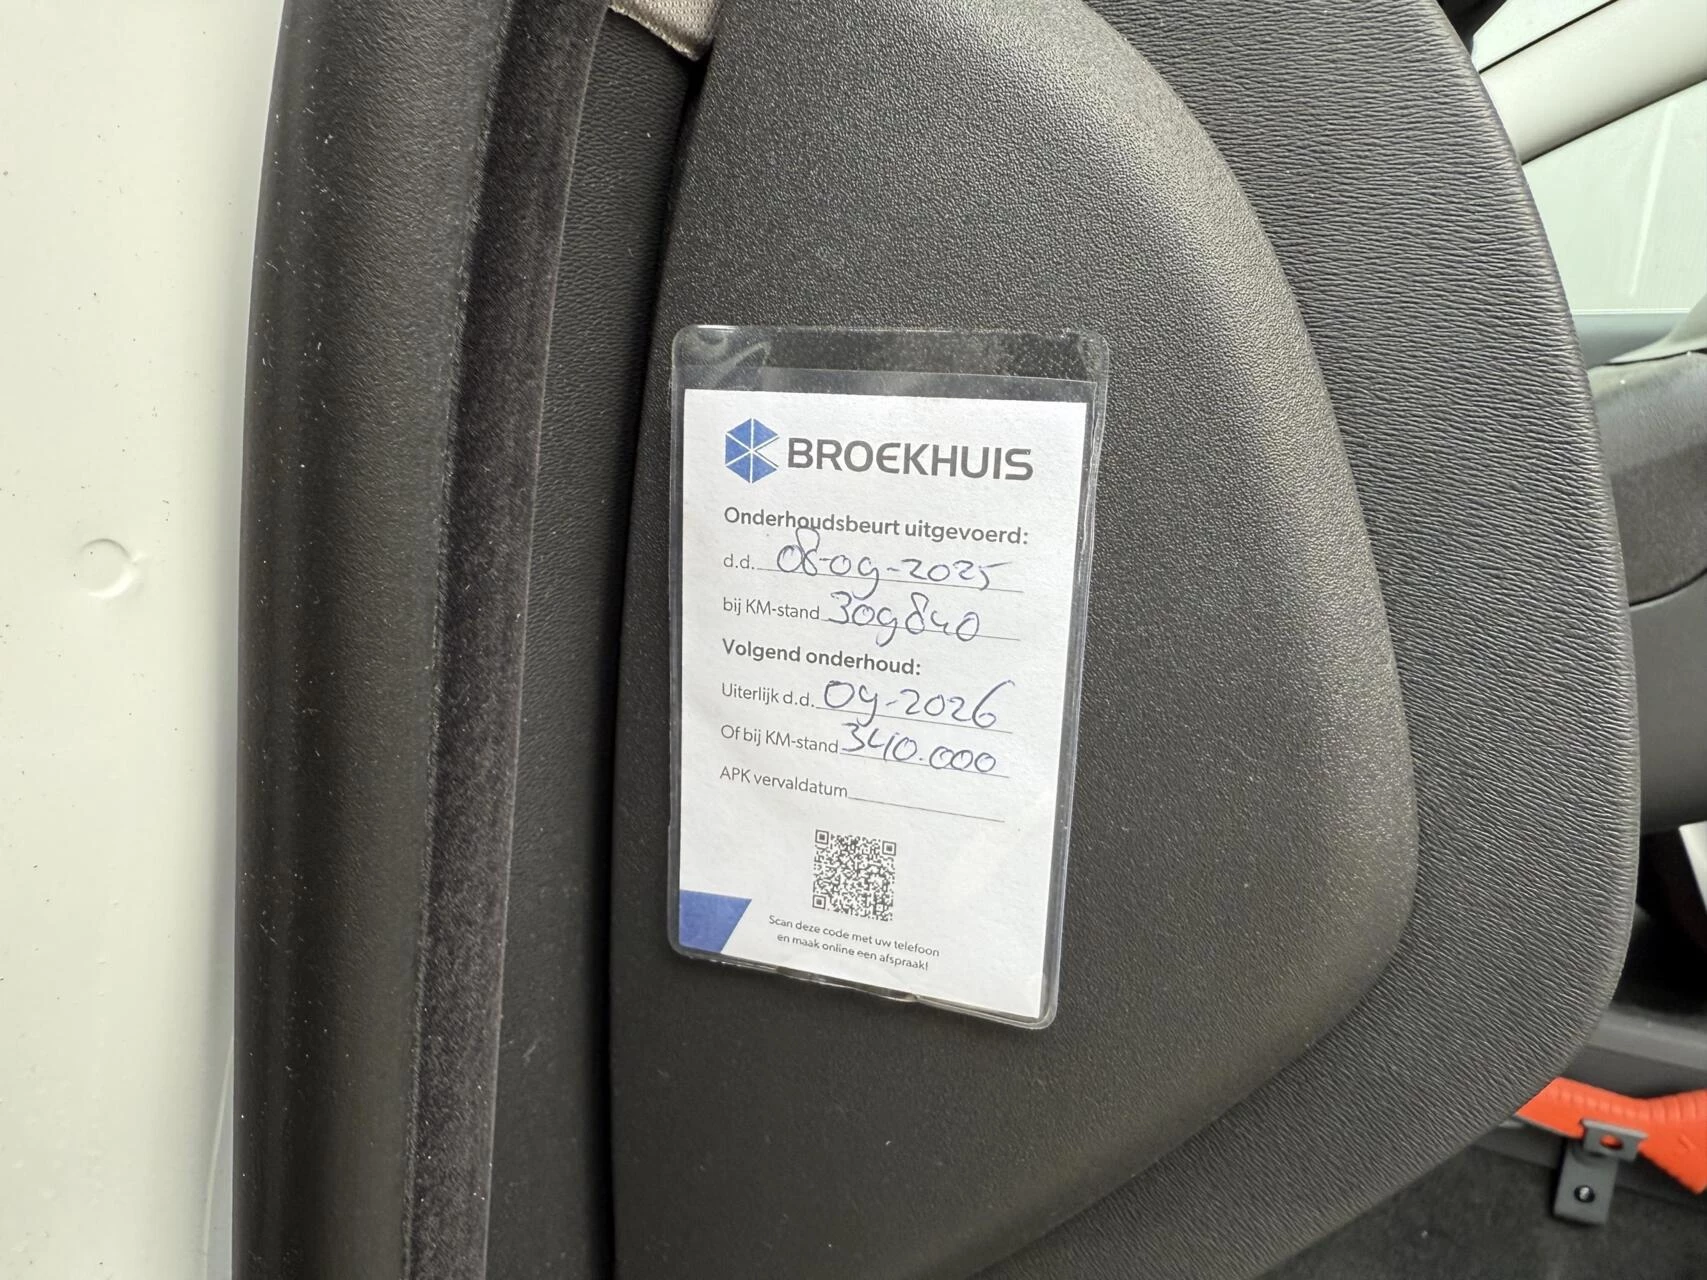 BROEKHUIS
Onderhoudsbeurt uitgevoerd:
d.d. 08-09-2025
bij KM-stand 309840
Volgend onderhoud:
Uiterlijk d.d. 09-2026
Of bij KM-stand 340.000
APK vervaldatum
Scan deze code met uw telefoon
en maak online een afspraak!